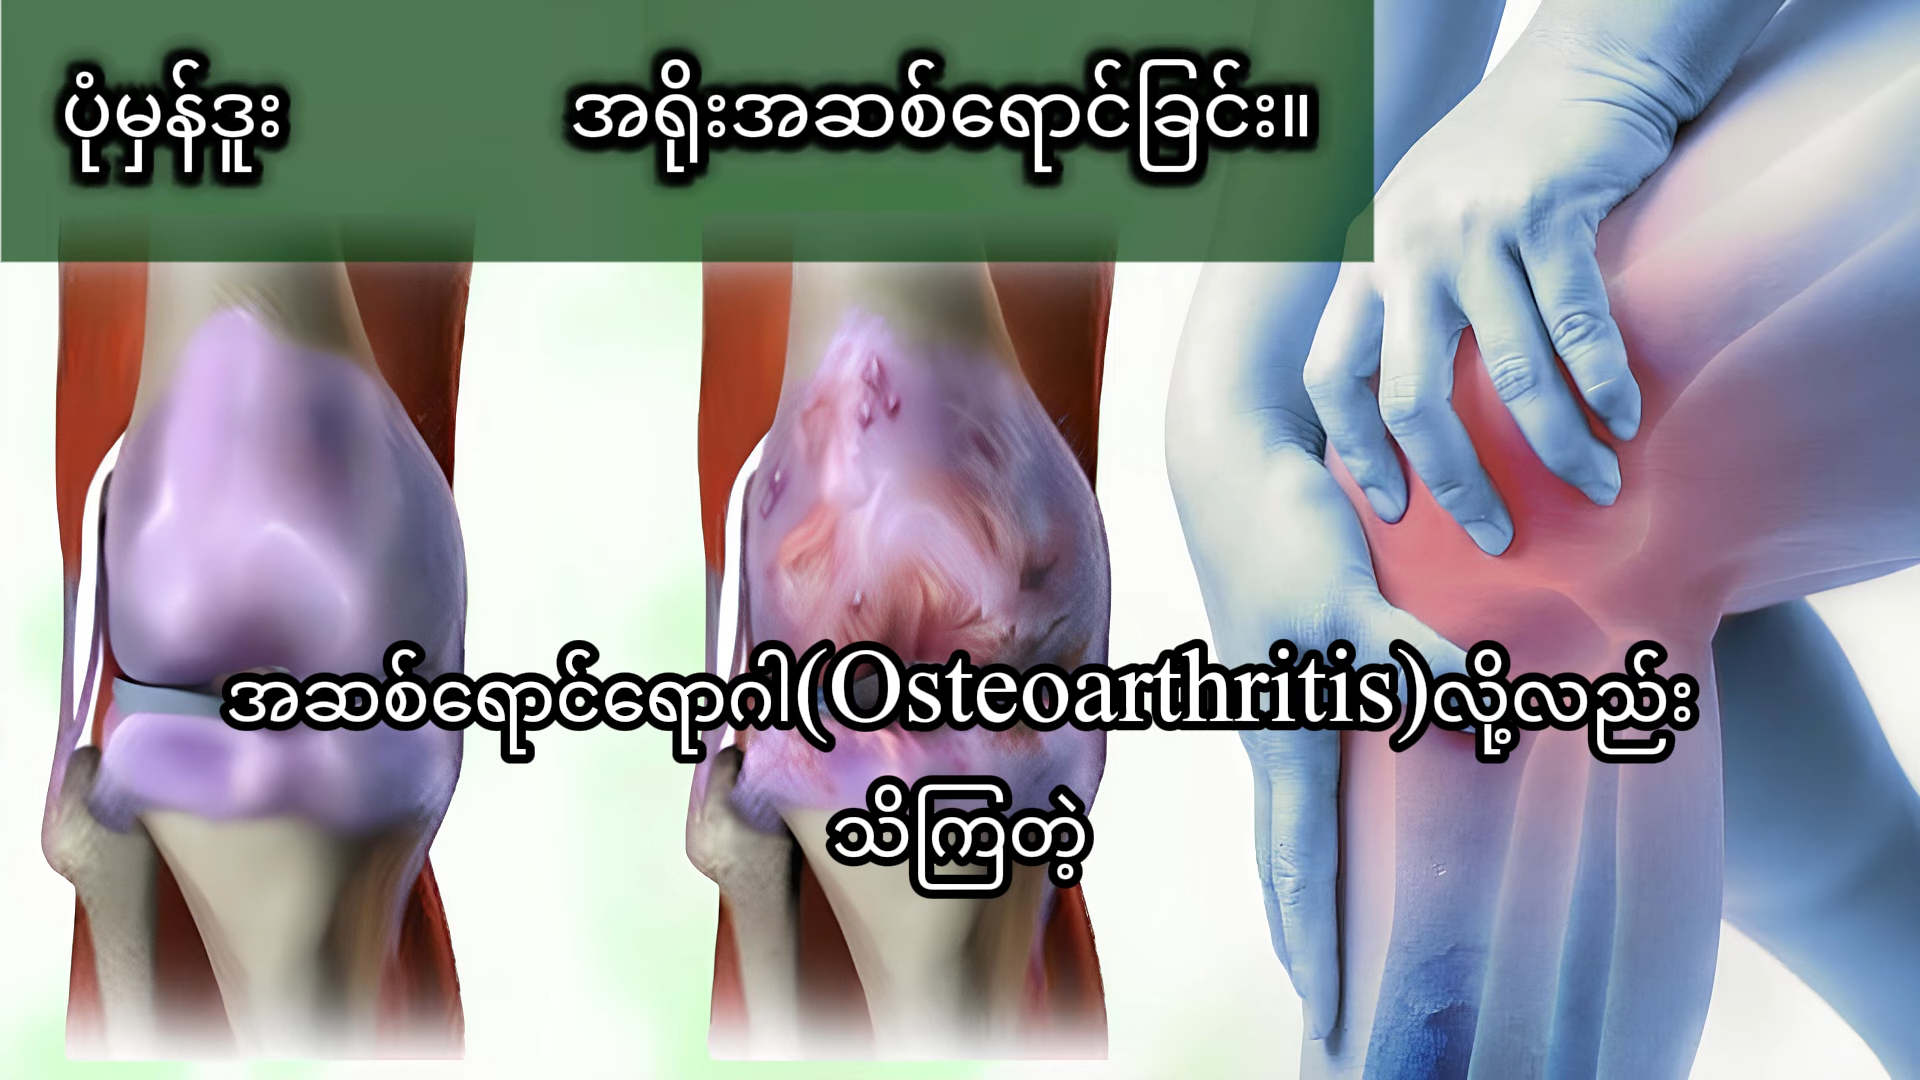 ပုံမှန်ဒူး
အရိုးအဆစ်ရောင်ခြင်း။
အဆစ်ရောင်ရောဂါ(Osteoarthritis)လို့လည်း
သိကြတဲ့